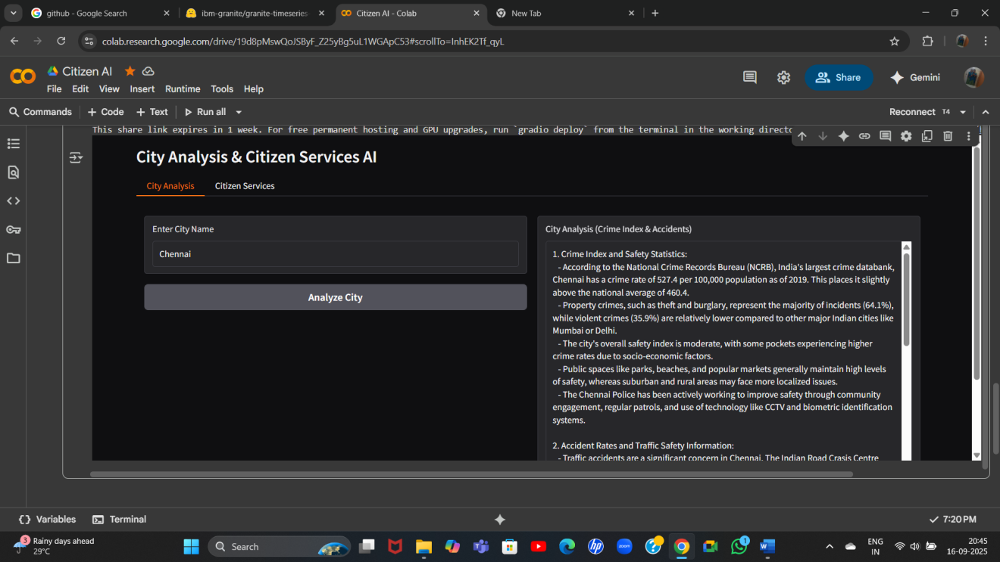 github - Google Search
ibm-granite/granite-timeseries-
Citizen AI - Colab
New Tab
colab.research.google.com/drive/19d8pMswQoJSByF_Z25yBg5uL1WGApC53#scrollTo=InhEK2Tf_qyL
Citizen AI
File Edit View Insert Runtime Tools Help
Share
Gemini
Commands
+ Code + Text
Run all
Reconnect T4
This share link expires in 1 week. For free permanent hosting and GPU upgrades, run `gradio deploy` from the terminal in the working directo
City Analysis & Citizen Services AI
City Analysis Citizen Services
Enter City Name
Chennai
Analyze City
City Analysis (Crime Index & Accidents)
1. Crime Index and Safety Statistics:
- According to the National Crime Records Bureau (NCRB), India's largest crime databank,
Chennai has a crime rate of 527.4 per 100,000 population as of 2019. This places it slightly
above the national average of 460.4.
- Property crimes, such as theft and burglary, represent the majority of incidents (64.1%),
while violent crimes (35.9%) are relatively lower compared to other major Indian cities like
Mumbai or Delhi.
- The city's overall safety index is moderate, with some pockets experiencing higher
crime rates due to socio-economic factors.
- Public spaces like parks, beaches, and popular markets generally maintain high levels
of safety, whereas suburban and rural areas may face more localized issues.
- The Chennai Police has been actively working to improve safety through community
engagement, regular patrols, and use of technology like CCTV and biometric identification
systems.
2. Accident Rates and Traffic Safety Information:
- Traffic accidents are a significant concern in Chennai. The Indian Road Crasis Centre
Variables
Terminal
7:20 PM
3
Rainy days ahead
29°C
Search
hp
zoom
1
ENG
IN
20:45
16-09-2025